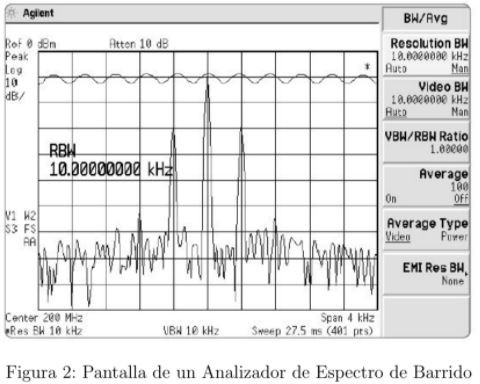 Agilent
BW/Avg
Ref 0 dBm Atten 10 dB
Peak
Log
10
dB/
*
RBW
10.00000000 kHz
V1 W2
S3 FS
AA
Center 200 MHz Span 4 kHz
#Res BW 10 kHz VBW 10 kHz Sweep 27.5 ms (401 pts)
Resolution BW
10.0000000 kHz
Auto Man
Video BW
10.0000000 kHz
Auto Man
VBW/RBW Ratio
1.00000
Average
100
On Off
Average Type
Video Power
EMI Res BW,
None
Figura 2: Pantalla de un Analizador de Espectro de Barrido